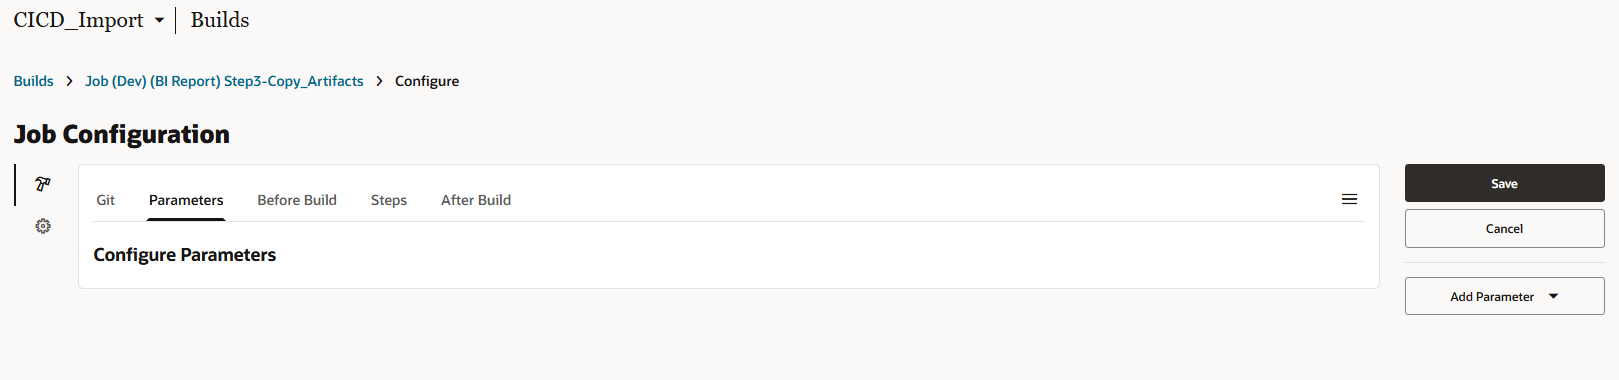 CICD_Import Builds
Builds > Job (Dev) (BI Report) Step3-Copy_Artifacts > Configure
Job Configuration
Git Parameters Before Build Steps After Build
Configure Parameters
Save
Cancel
Add Parameter